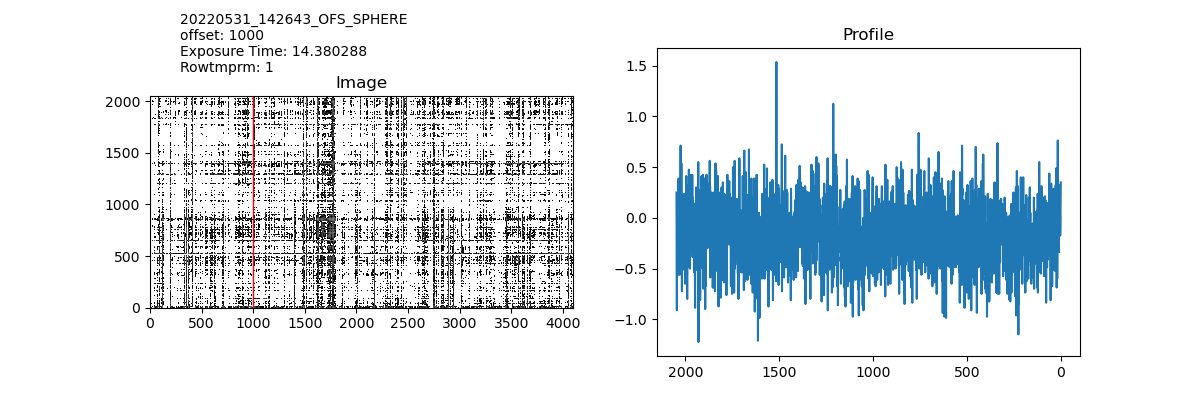 20220531_142643_OFS_SPHERE
offset: 1000
Exposure Time: 14.380288
Rowtmprm: 1
Image
2000
1500
1000
500
0
0 500 1000 1500 2000 2500 3000 3500 4000
Profile
1.5
1.0
0.5
0.0
−0.5
−1.0
2000 1500 1000 500 0